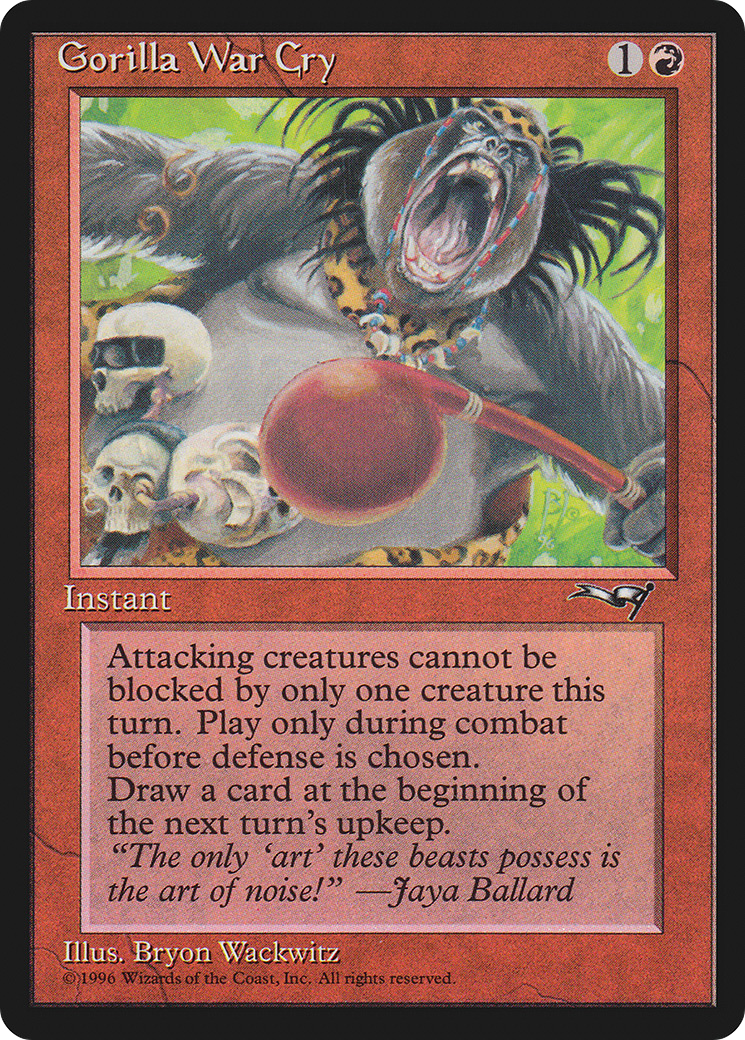 Gorilla War Cry
1
Instant
Attacking creatures cannot be
blocked by only one creature this
turn. Play only during combat
before defense is chosen.
Draw a card at the beginning of
the next turn's upkeep.
"The only 'art' these beasts possess is
the art of noise!" —Jaya Ballard
Illus. Bryon Wackwitz
©1996 Wizards of the Coast, Inc. All rights reserved.